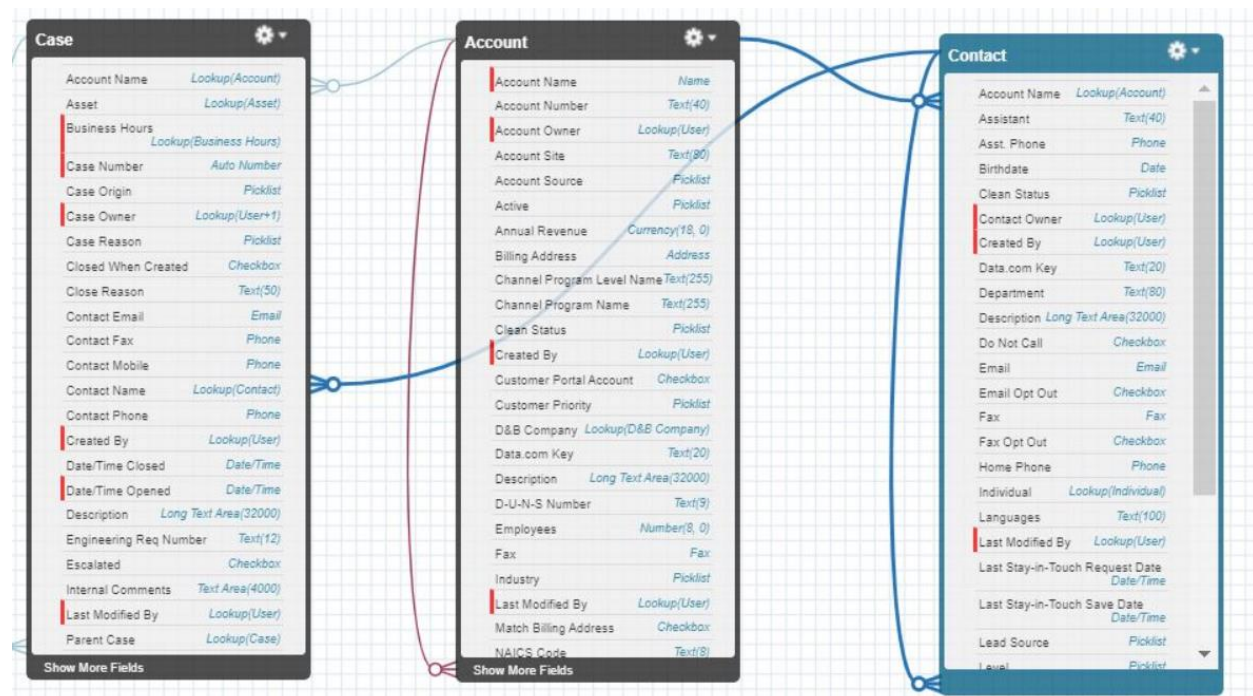 Case
Account Name Lookup(Account)
Asset Lookup(Asset)
Business Hours
Lookup(Business Hours)
Case Number Auto Number
Case Origin Picklist
Case Owner Lookup(User+1)
Case Reason Picklist
Closed When Created Checkbox
Close Reason Text(50)
Contact Email Email
Contact Fax Phone
Contact Mobile Phone
Contact Name Lookup(Contact)
Contact Phone Phone
Created By Lookup(User)
Date/Time Closed Date/Time
Date/Time Opened Date/Time
Description Long Text Area(32000)
Engineering Req Number Text(12)
Escalated Checkbox
Internal Comments Text Area(4000)
Last Modified By Lookup(User)
Parent Case Lookup(Case)
Show More Fields
Account
Account Name Name
Account Number Text(40)
Account Owner Lookup(User)
Account Site Text(80)
Account Source Picklist
Active Picklist
Annual Revenue Currency(18, 0)
Billing Address Address
Channel Program Level Name Text(255)
Channel Program Name Text(255)
Clean Status Picklist
Created By Lookup(User)
Customer Portal Account Checkbox
Customer Priority Picklist
D&B Company Lookup(D&B Company)
Data.com Key Text(20)
Description Long Text Area(32000)
D-U-N-S Number Text(9)
Employees Number(8, 0)
Fax Fax
Industry Picklist
Last Modified By Lookup(User)
Match Billing Address Checkbox
NAICS Code Text(8)
Show More Fields
Contact
Account Name Lookup(Account)
Assistant Text(40)
Asst. Phone Phone
Birthdate Date
Clean Status Picklist
Contact Owner Lookup(User)
Created By Lookup(User)
Data.com Key Text(20)
Department Text(80)
Description Long Text Area(32000)
Do Not Call Checkbox
Email Email
Email Opt Out Checkbox
Fax Fax
Fax Opt Out Checkbox
Home Phone Phone
Individual Lookup(Individual)
Languages Text(100)
Last Modified By Lookup(User)
Last Stay-in-Touch Request Date
Date/Time
Last Stay-in-Touch Save Date
Date/Time
Lead Source Picklist
Level Picklist